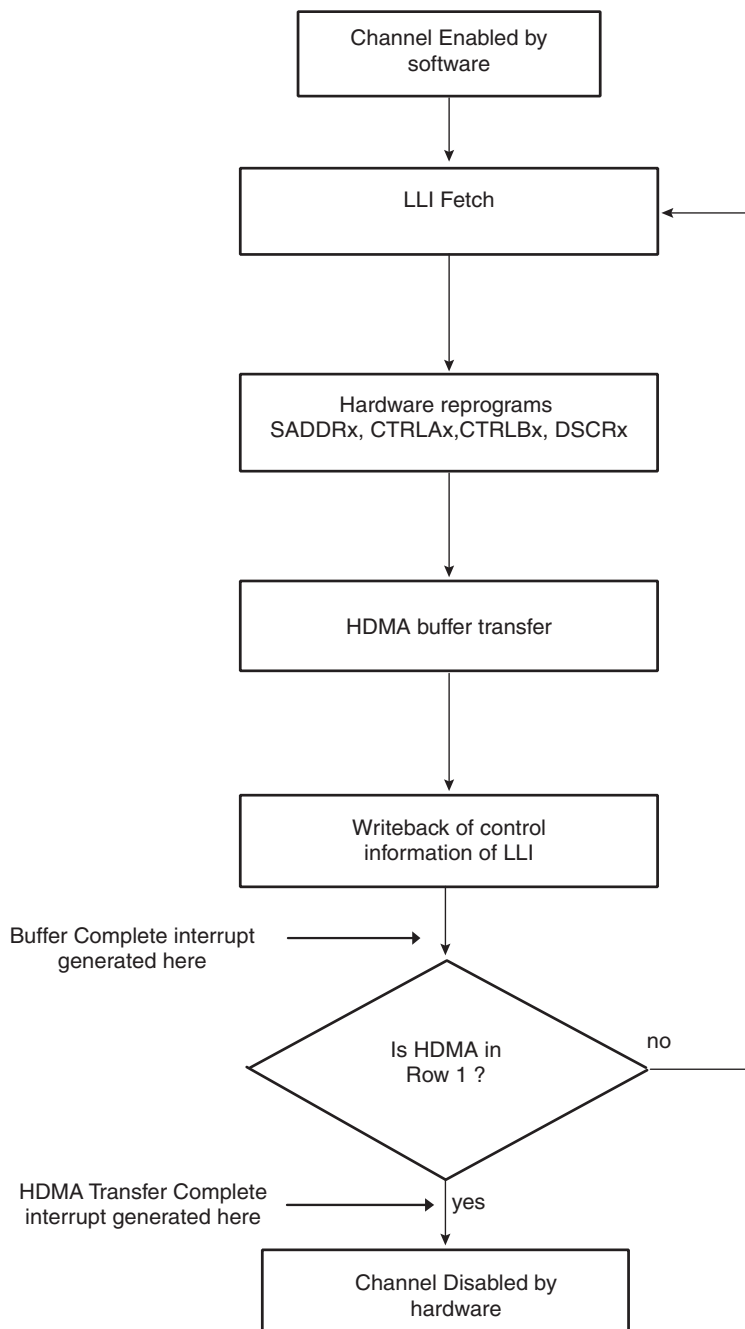 Channel Enabled by
software
LLI Fetch
Hardware reprograms
SADDRx, CTRLAx,CTRLBx, DSCRx
HDMA buffer transfer
Writeback of control
information of LLI
Buffer Complete interrupt
generated here
Is HDMA in
Row 1 ?
no
HDMA Transfer Complete
interrupt generated here
yes
Channel Disabled by
hardware